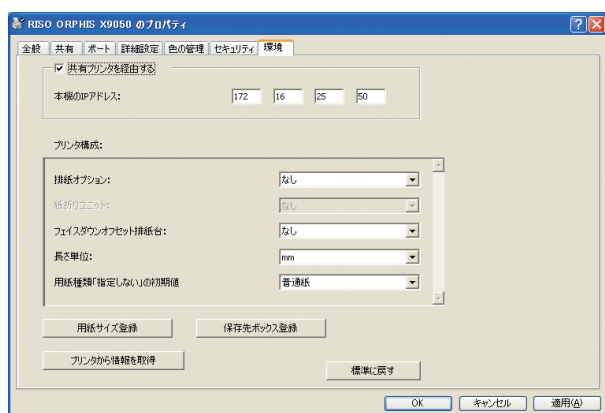 RISO ORPHIS X9050 のプロパティ
全般 共有 ポート 詳細設定 色の管理 セキュリティ 環境
共有プリンタを経由する
本機のIPアドレス: 172 16 25 50
プリンタ構成:
排紙オプション: なし
紙折りユニット: なし
フェイスダウンオフセット排紙台: なし
長さ単位: mm
用紙種類「指定しない」の初期値 普通紙
用紙サイズ登録 保存先ボックス登録
プリンタから情報を取得 標準に戻す
OK キャンセル 適用(A)